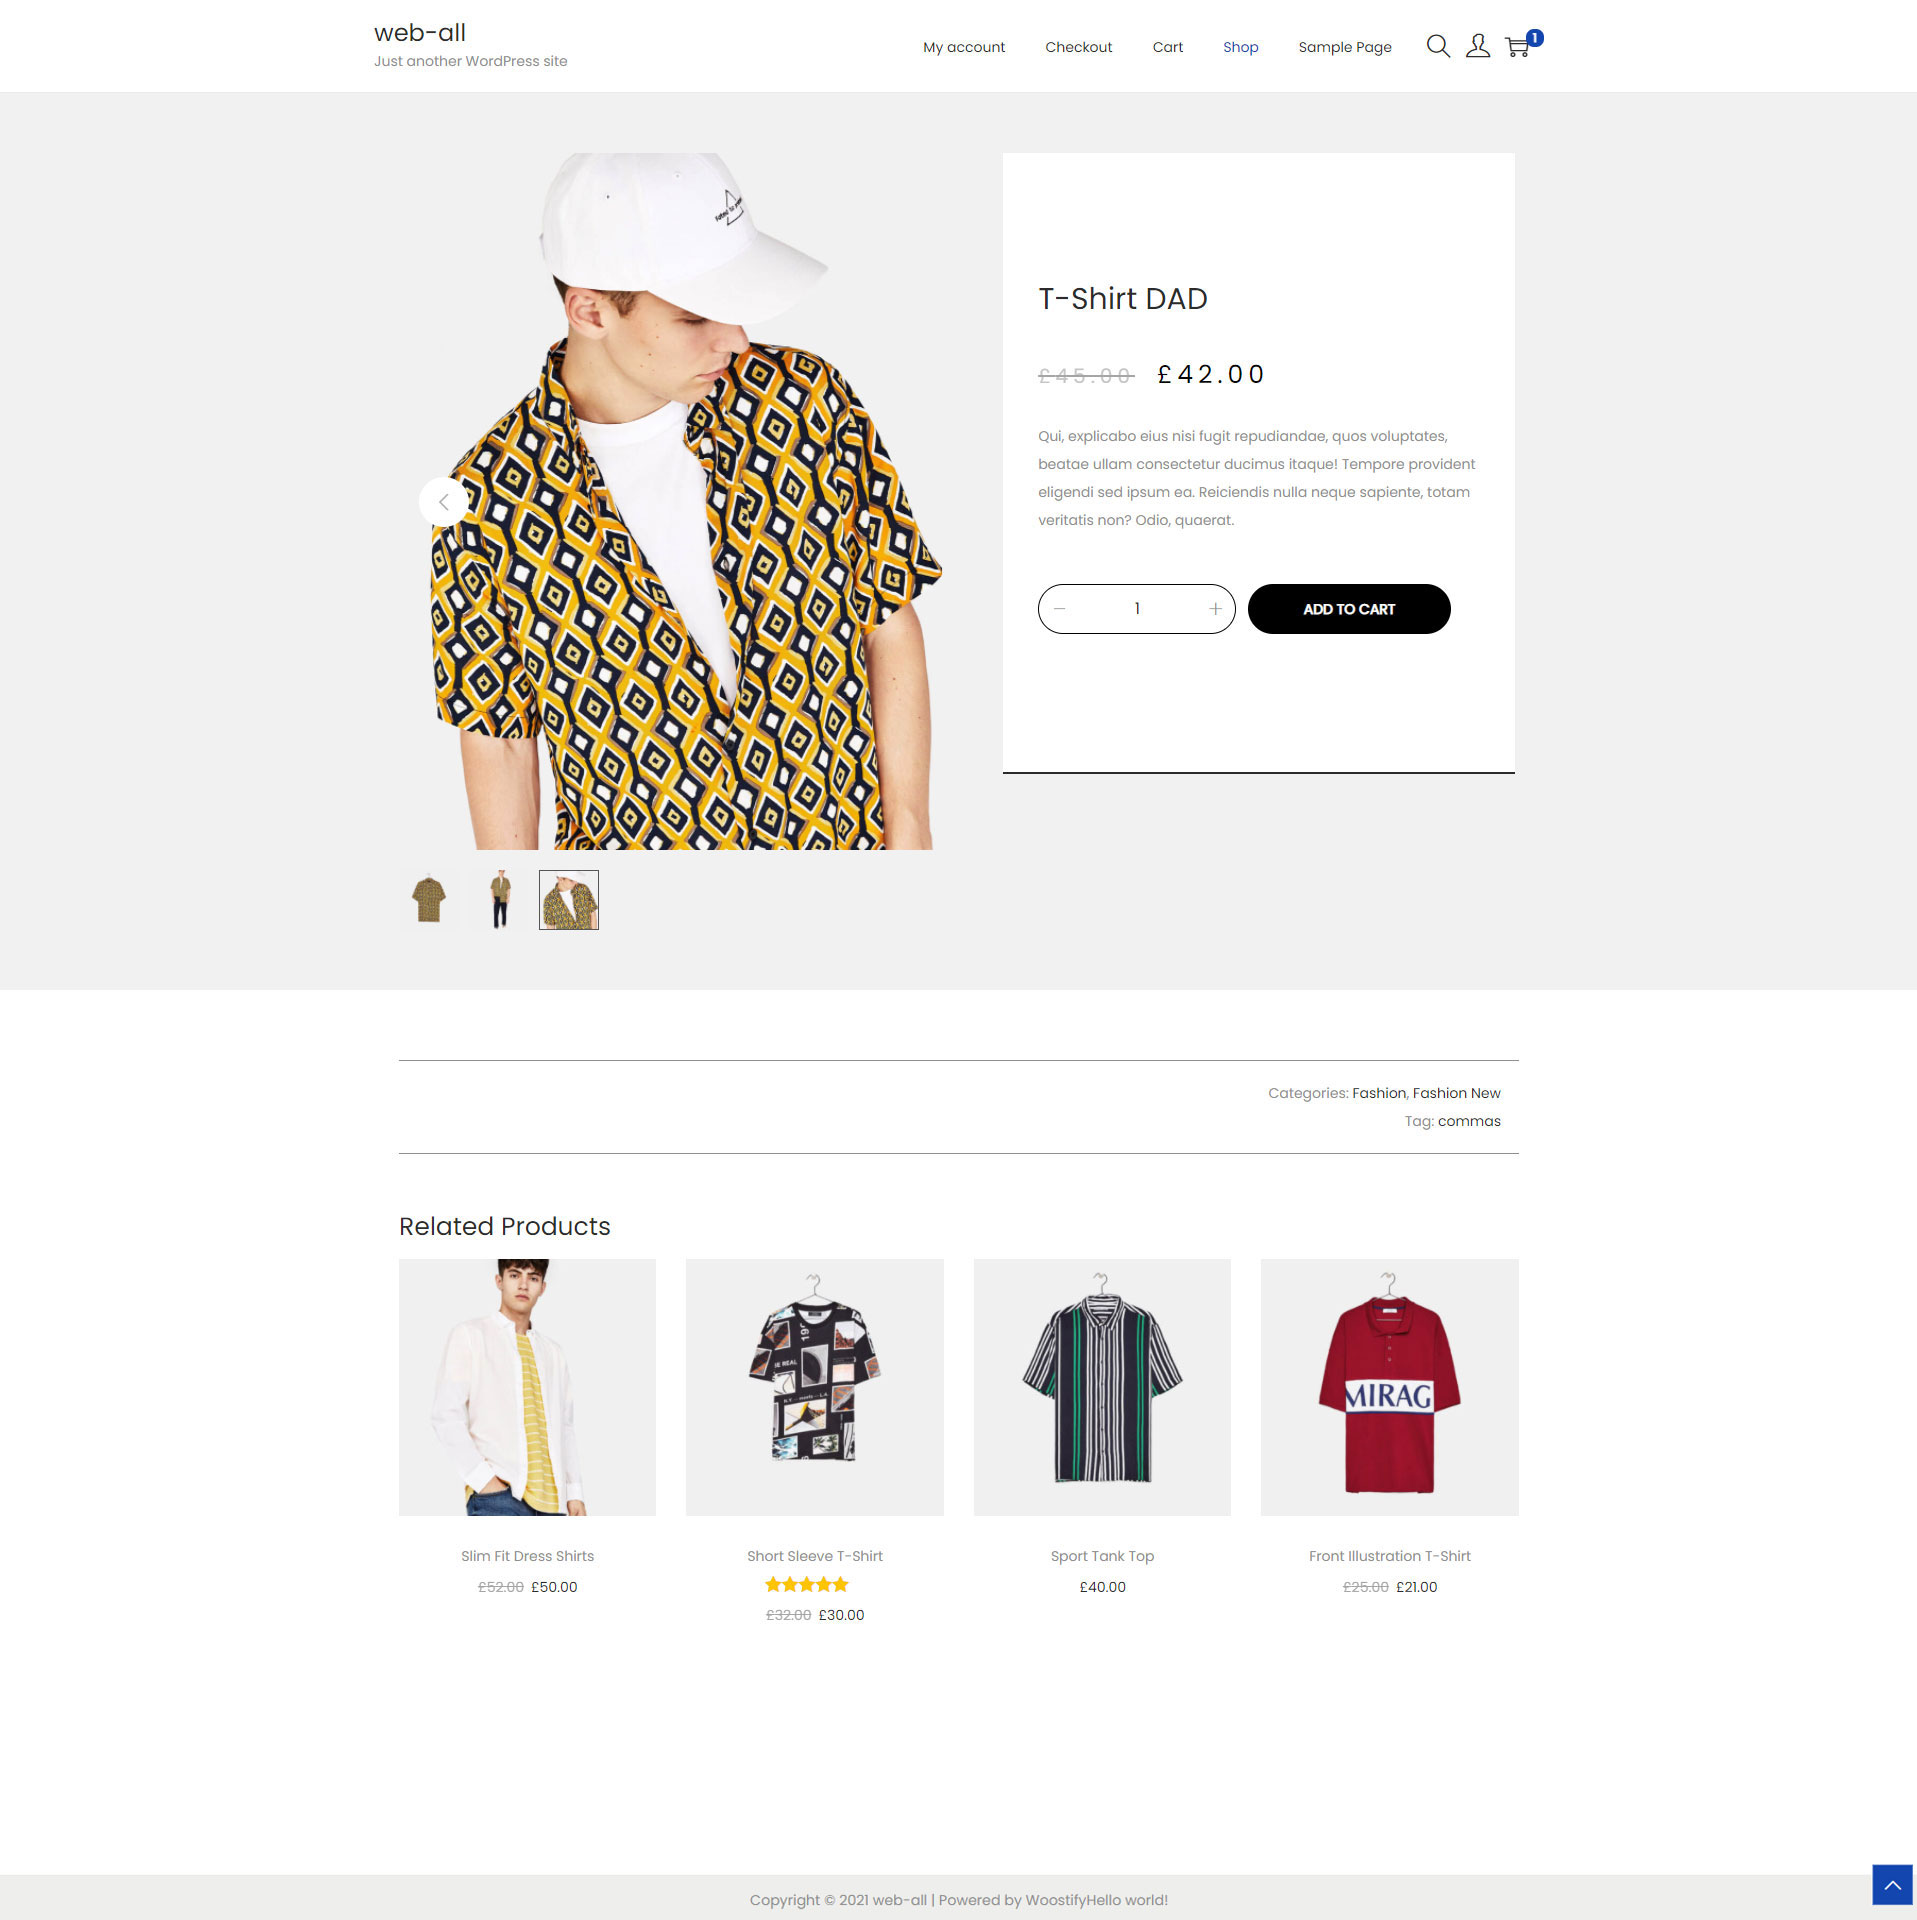 web-all
Just another WordPress site
My account Checkout Cart Shop Sample Page 1
T-Shirt DAD
£45.00 £42.00
Qui, explicabo eius nisi fugit repudiandae, quos voluptates,
beatae ullam consectetur ducimus itaque! Tempore provident
eligendi sed ipsum ea. Reiciendis nulla neque sapiente, totam
veritatis non? Odio, quaerat.
1 ADD TO CART
Categories: Fashion, Fashion New
Tag: commas
Related Products
SE REAL
MIRAG
Slim Fit Dress Shirts
£52.00 £50.00
Short Sleeve T-Shirt
£32.00 £30.00
Sport Tank Top
£40.00
Front Illustration T-Shirt
£25.00 £21.00
Copyright © 2021 web-all | Powered by WoostifyHello world!